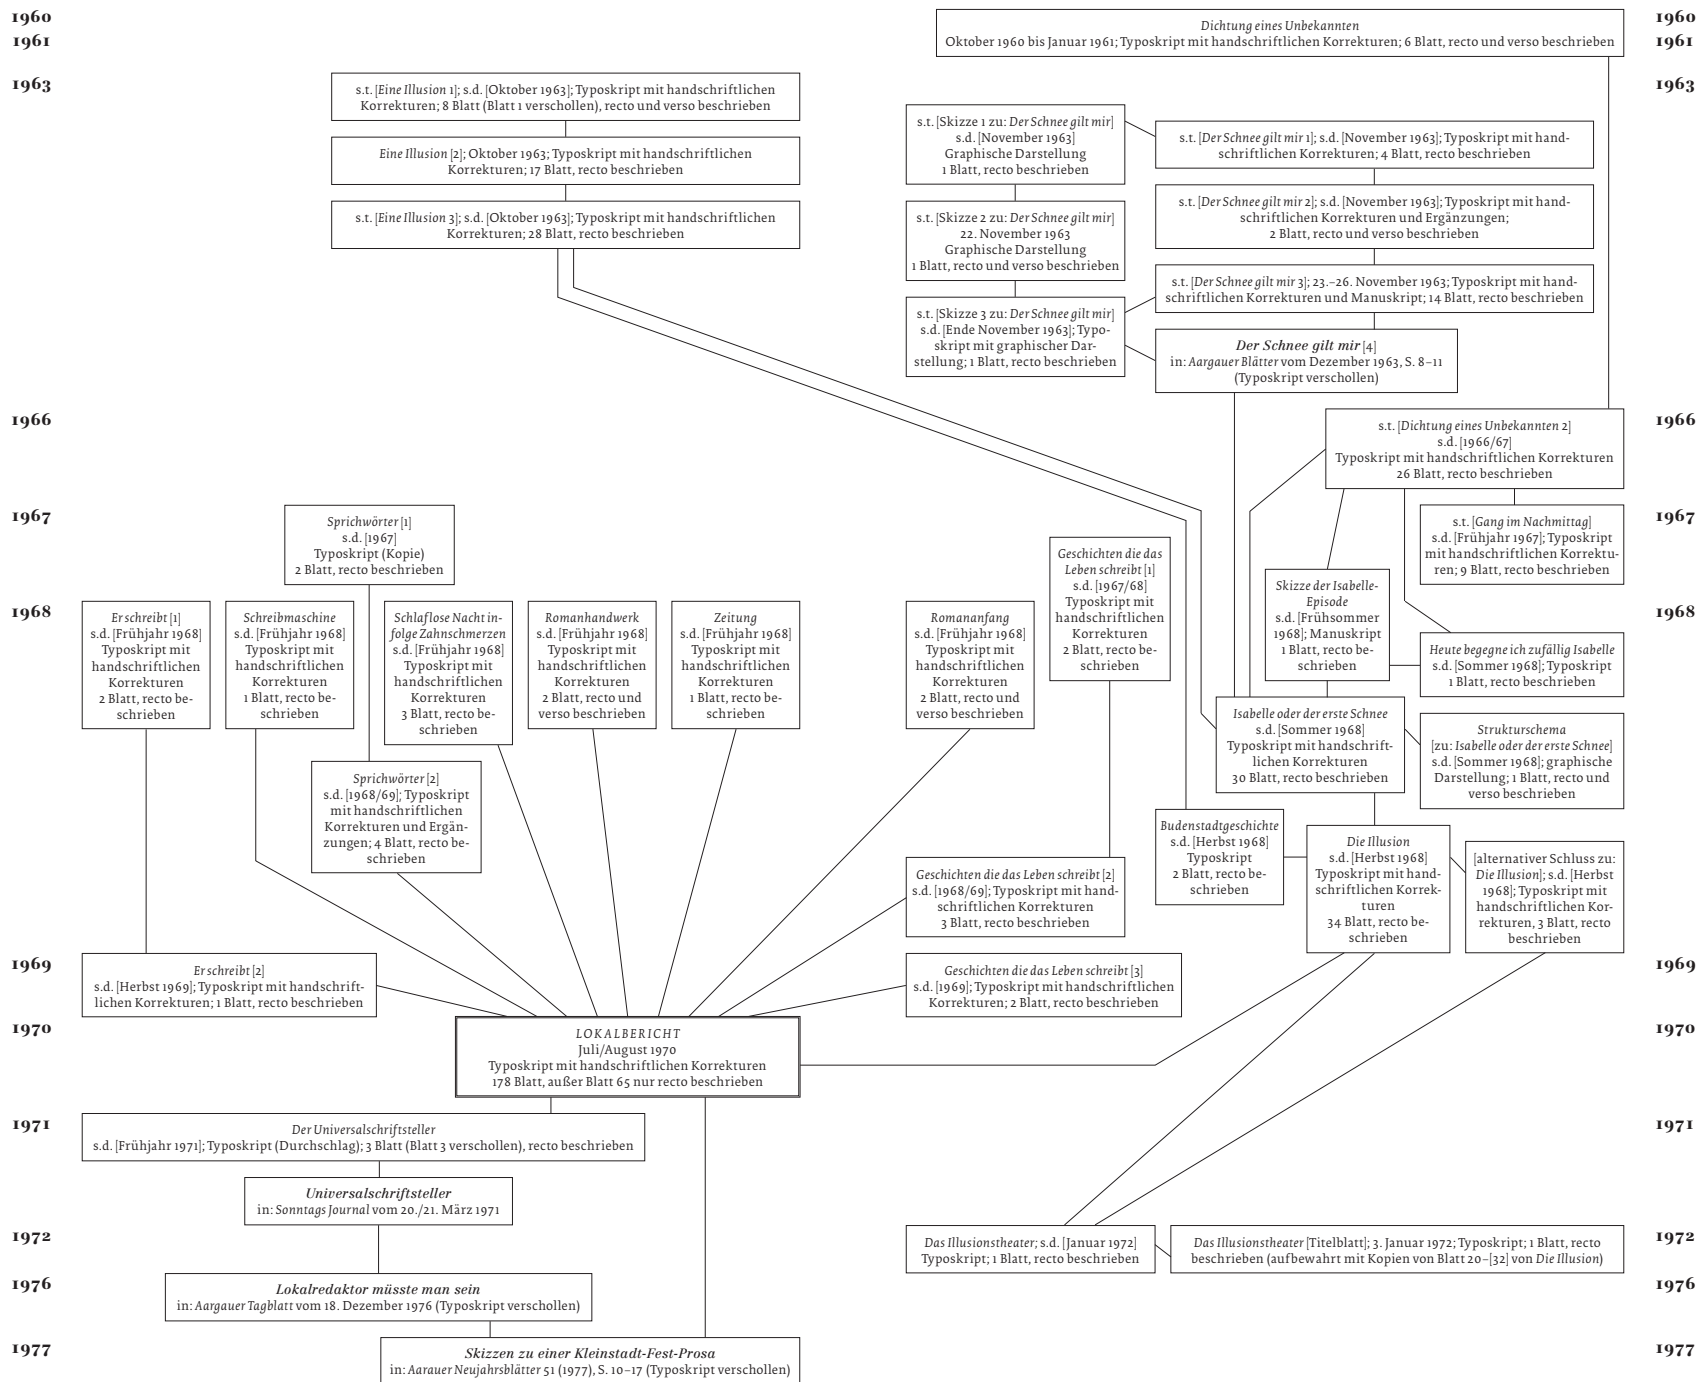 1960
1961
1963
1966
1967
1968
1969
1970
1971
1972
1976
1977
Dichtung eines Unbekannten
Oktober 1960 bis Januar 1961; Typoskript mit handschriftlichen Korrekturen; 6 Blatt, recto und verso beschrieben
s.t. [Eine Illusion 1]; s.d. [Oktober 1963]; Typoskript mit handschriftlichen
Korrekturen; 8 Blatt (Blatt 1 verschollen), recto und verso beschrieben
Eine Illusion [2]; Oktober 1963; Typoskript mit handschriftlichen
Korrekturen; 17 Blatt, recto beschrieben
s.t. [Eine Illusion 3]; s.d. [Oktober 1963]; Typoskript mit handschriftlichen
Korrekturen; 28 Blatt, recto beschrieben
s.t. [Skizze 1 zu: Der Schnee gilt mir]
s.d. [November 1963]
Graphische Darstellung
1 Blatt, recto beschrieben
s.t. [Skizze 2 zu: Der Schnee gilt mir]
22. November 1963
Graphische Darstellung
1 Blatt, recto und verso beschrieben
s.t. [Skizze 3 zu: Der Schnee gilt mir]
s.d. [Ende November 1963]; Typo-
skript mit graphischer Dar-
stellung; 1 Blatt, recto beschrieben
s.t. [Der Schnee gilt mir 1]; s.d. [November 1963]; Typoskript mit hand-
schriftlichen Korrekturen; 4 Blatt, recto beschrieben
s.t. [Der Schnee gilt mir 2]; s.d. [November 1963]; Typoskript mit hand-
schriftlichen Korrekturen und Ergänzungen;
2 Blatt, recto und verso beschrieben
s.t. [Der Schnee gilt mir 3]; 23.–26. November 1963; Typoskript mit hand-
schriftlichen Korrekturen und Manuskript; 14 Blatt, recto beschrieben
Der Schnee gilt mir [4]
in: Aargauer Blätter vom Dezember 1963, S. 8–11
(Typoskript verschollen)
s.t. [Dichtung eines Unbekannten 2]
s.d. [1966/67]
Typoskript mit handschriftlichen Korrekturen
26 Blatt, recto beschrieben
Sprichwörter [1]
s.d. [1967]
Typoskript (Kopie)
2 Blatt, recto beschrieben
s.t. [Gang im Nachmittag]
s.d. [Frühjahr 1967]; Typoskript
mit handschriftlichen Korrektu-
ren; 9 Blatt, recto beschrieben
Geschichten die das
Leben schreibt [1]
s.d. [1967/68]
Typoskript mit
handschriftlichen
Korrekturen
2 Blatt, recto be-
schrieben
Skizze der Isabelle-
Episode
s.d. [Frühsommer
1968]; Manuskript
1 Blatt, recto be-
schrieben
Er schreibt [1]
s.d. [Frühjahr 1968]
Typoskript mit
handschriftlichen
Korrekturen
2 Blatt, recto be-
schrieben
Schreibmaschine
s.d. [Frühjahr 1968]
Typoskript mit
handschriftlichen
Korrekturen
1 Blatt, recto be-
schrieben
Schlaflose Nacht in-
folge Zahnschmerzen
s.d. [Frühjahr 1968]
Typoskript mit
handschriftlichen
Korrekturen
3 Blatt, recto be-
schrieben
Romanhandwerk
s.d. [Frühjahr 1968]
Typoskript mit
handschriftlichen
Korrekturen
2 Blatt, recto und
verso beschrieben
Zeitung
s.d. [Frühjahr 1968]
Typoskript mit
handschriftlichen
Korrekturen
1 Blatt, recto be-
schrieben
Romananfang
s.d. [Frühjahr 1968]
Typoskript mit
handschriftlichen
Korrekturen
2 Blatt, recto und
verso beschrieben
Heute begegne ich zufällig Isabelle
s.d. [Sommer 1968]; Typoskript
1 Blatt, recto beschrieben
Isabelle oder der erste Schnee
s.d. [Sommer 1968]
Typoskript mit handschrift-
lichen Korrekturen
30 Blatt, recto beschrieben
Strukturschema
[zu: Isabelle oder der erste Schnee]
s.d. [Sommer 1968]; graphische
Darstellung; 1 Blatt, recto und
verso beschrieben
Sprichwörter [2]
s.d. [1968/69]; Typoskript
mit handschriftlichen
Korrekturen und Ergän-
zungen; 4 Blatt, recto be-
schrieben
Budenstadtgeschichte
s.d. [Herbst 1968]
Typoskript
2 Blatt, recto be-
schrieben
Die Illusion
s.d. [Herbst 1968]
Typoskript mit hand-
schriftlichen Korrek-
turen
34 Blatt, recto be-
schrieben
[alternativer Schluss zu:
Die Illusion]; s.d. [Herbst
1968]; Typoskript mit
handschriftlichen Kor-
rekturen, 3 Blatt, recto
beschrieben
Geschichten die das Leben schreibt [2]
s.d. [1968/69]; Typoskript mit hand-
schriftlichen Korrekturen
3 Blatt, recto beschrieben
Er schreibt [2]
s.d. [Herbst 1969]; Typoskript mit handschrift-
lichen Korrekturen; 1 Blatt, recto beschrieben
Geschichten die das Leben schreibt [3]
s.d. [1969]; Typoskript mit handschriftlichen
Korrekturen; 2 Blatt, recto beschrieben
LOKALBERICHT
Juli/August 1970
Typoskript mit handschriftlichen Korrekturen
178 Blatt, außer Blatt 65 nur recto beschrieben
Der Universalschriftsteller
s.d. [Frühjahr 1971]; Typoskript (Durchschlag); 3 Blatt (Blatt 3 verschollen), recto beschrieben
Universalschriftsteller
in: Sonntags Journal vom 20./21. März 1971
Das Illusionstheater; s.d. [Januar 1972]
Typoskript; 1 Blatt, recto beschrieben
Das Illusionstheater [Titelblatt]; 3. Januar 1972; Typoskript; 1 Blatt, recto
beschrieben (aufbewahrt mit Kopien von Blatt 20–[32] von Die Illusion)
Lokalredaktor müsste man sein
in: Aargauer Tagblatt vom 18. Dezember 1976 (Typoskript verschollen)
Skizzen zu einer Kleinstadt-Fest-Prosa
in: Aarauer Neujahrsblätter 51 (1977), S. 10–17 (Typoskript verschollen)
1960
1961
1963
1966
1967
1968
1969
1970
1971
1972
1976
1977